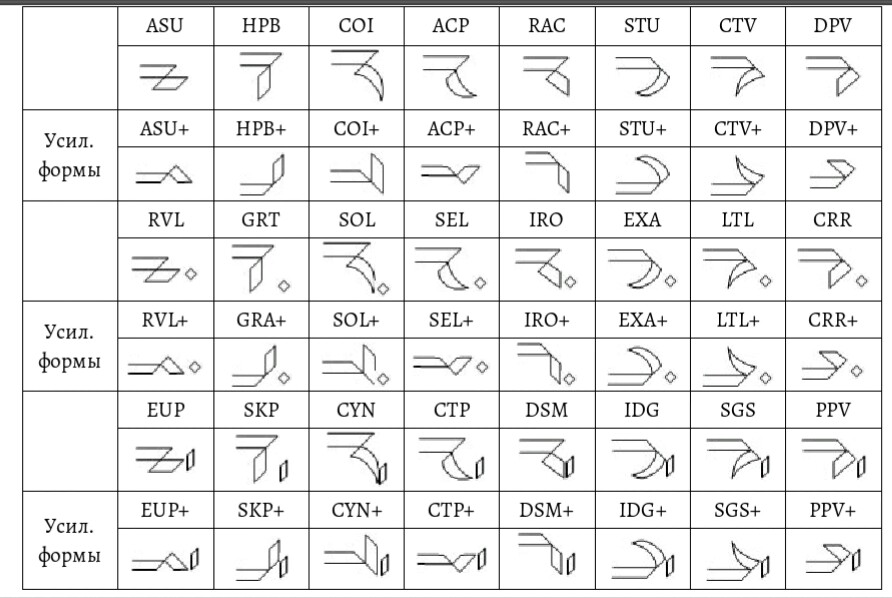 ASU HPB COI ACP RAC STU CTV DPV
Усил. формы ASU+ HPB+ COI+ ACP+ RAC+ STU+ CTV+ DPV+
RVL GRT SOL SEL IRO EXA LTL CRR
Усил. формы RVL+ GRA+ SOL+ SEL+ IRO+ EXA+ LTL+ CRR+
EUP SKP CYN CTP DSM IDG SGS PPV
Усил. формы EUP+ SKP+ CYN+ CTP+ DSM+ IDG+ SGS+ PPV+